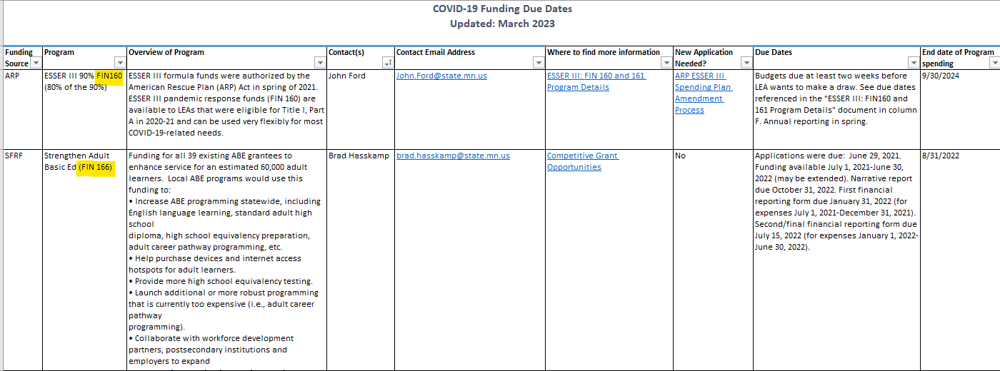 COVID-19 Funding Due Dates
Updated: March 2023
Funding Source
Program
Overview of Program
Contact(s)
Contact Email Address
Where to find more information
New Application Needed?
Due Dates
End date of Program spending
ARP
ESSER III 90% FIN160
(80% of the 90%)
ESSER III formula funds were authorized by the
American Rescue Plan (ARP) Act in spring of 2021.
ESSER III pandemic response funds (FIN 160) are
available to LEAs that were eligible for Title I, Part
A in 2020-21 and can be used very flexibly for most
COVID-19-related needs.
John Ford
John.Ford@state.mn.us
ESSER III: FIN 160 and 161
Program Details
ARP ESSER III
Spending Plan
Amendment
Process
Budgets due at least two weeks before
LEA wants to make a draw. See due dates
referenced in the "ESSER III: FIN160 and
161 Program Details" document in column
F. Annual reporting in spring.
9/30/2024
SFRF
Strengthen Adult
Basic Ed (FIN 166)
Funding for all 39 existing ABE grantees to
enhance service for an estimated 60,000 adult
learners.  Local ABE programs would use this
funding to:
• Increase ABE programming statewide, including
English language learning, standard adult high
school
diploma, high school equivalency preparation,
adult career pathway programming, etc.
• Help purchase devices and internet access
hotspots for adult learners.
• Provide more high school equivalency testing.
• Launch additional or more robust programming
that is currently too expensive (i.e., adult career
pathway
programming).
• Collaborate with workforce development
partners, postsecondary institutions and
employers to expand
Brad Hasskamp
brad.hasskamp@state.mn.us
Competitive Grant
Opportunities
No
Applications were due:  June 29, 2021.
Funding available July 1, 2021-June 30,
2022 (may be extended). Narrative report
due October 31, 2022. First financial
reporting form due January 31, 2022 (for
expenses July 1, 2021-December 31, 2021).
Second/final financial reporting form due
July 15, 2022 (for expenses January 1, 2022-
June 30, 2022).
8/31/2022